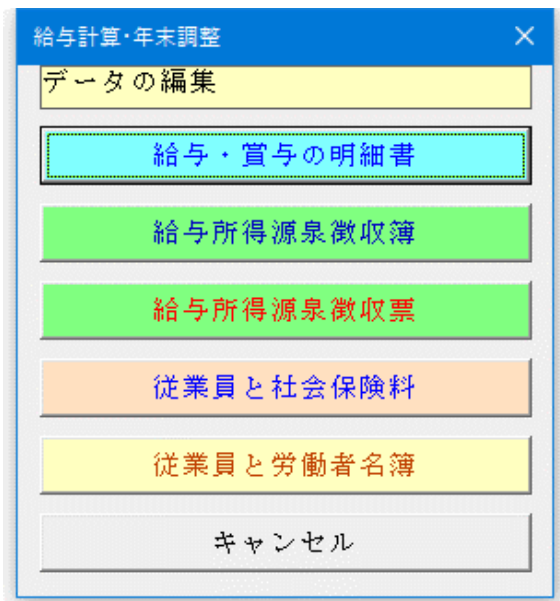 給与計算・年末調整
データの編集
給与・賞与の明細書
給与所得源泉徴収簿
給与所得源泉徴収票
従業員と社会保険料
従業員と労働者名簿
キャンセル